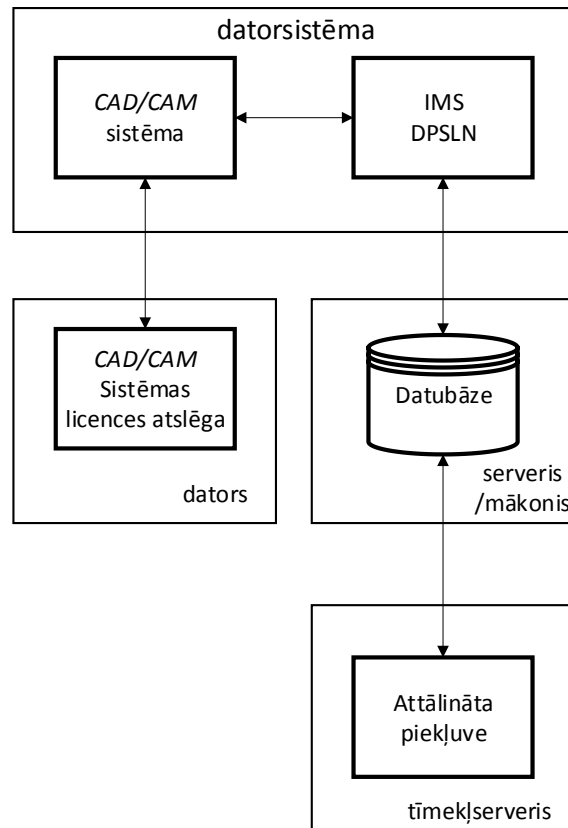 datorsistēma
CAD/CAM
sistēma
IMS
DPSLN
CAD/CAM
Sistēmas
licences atslēga
dators
Datubāze
serveris
/mākonis
Attālināta
piekļuve
tīmekļserveris